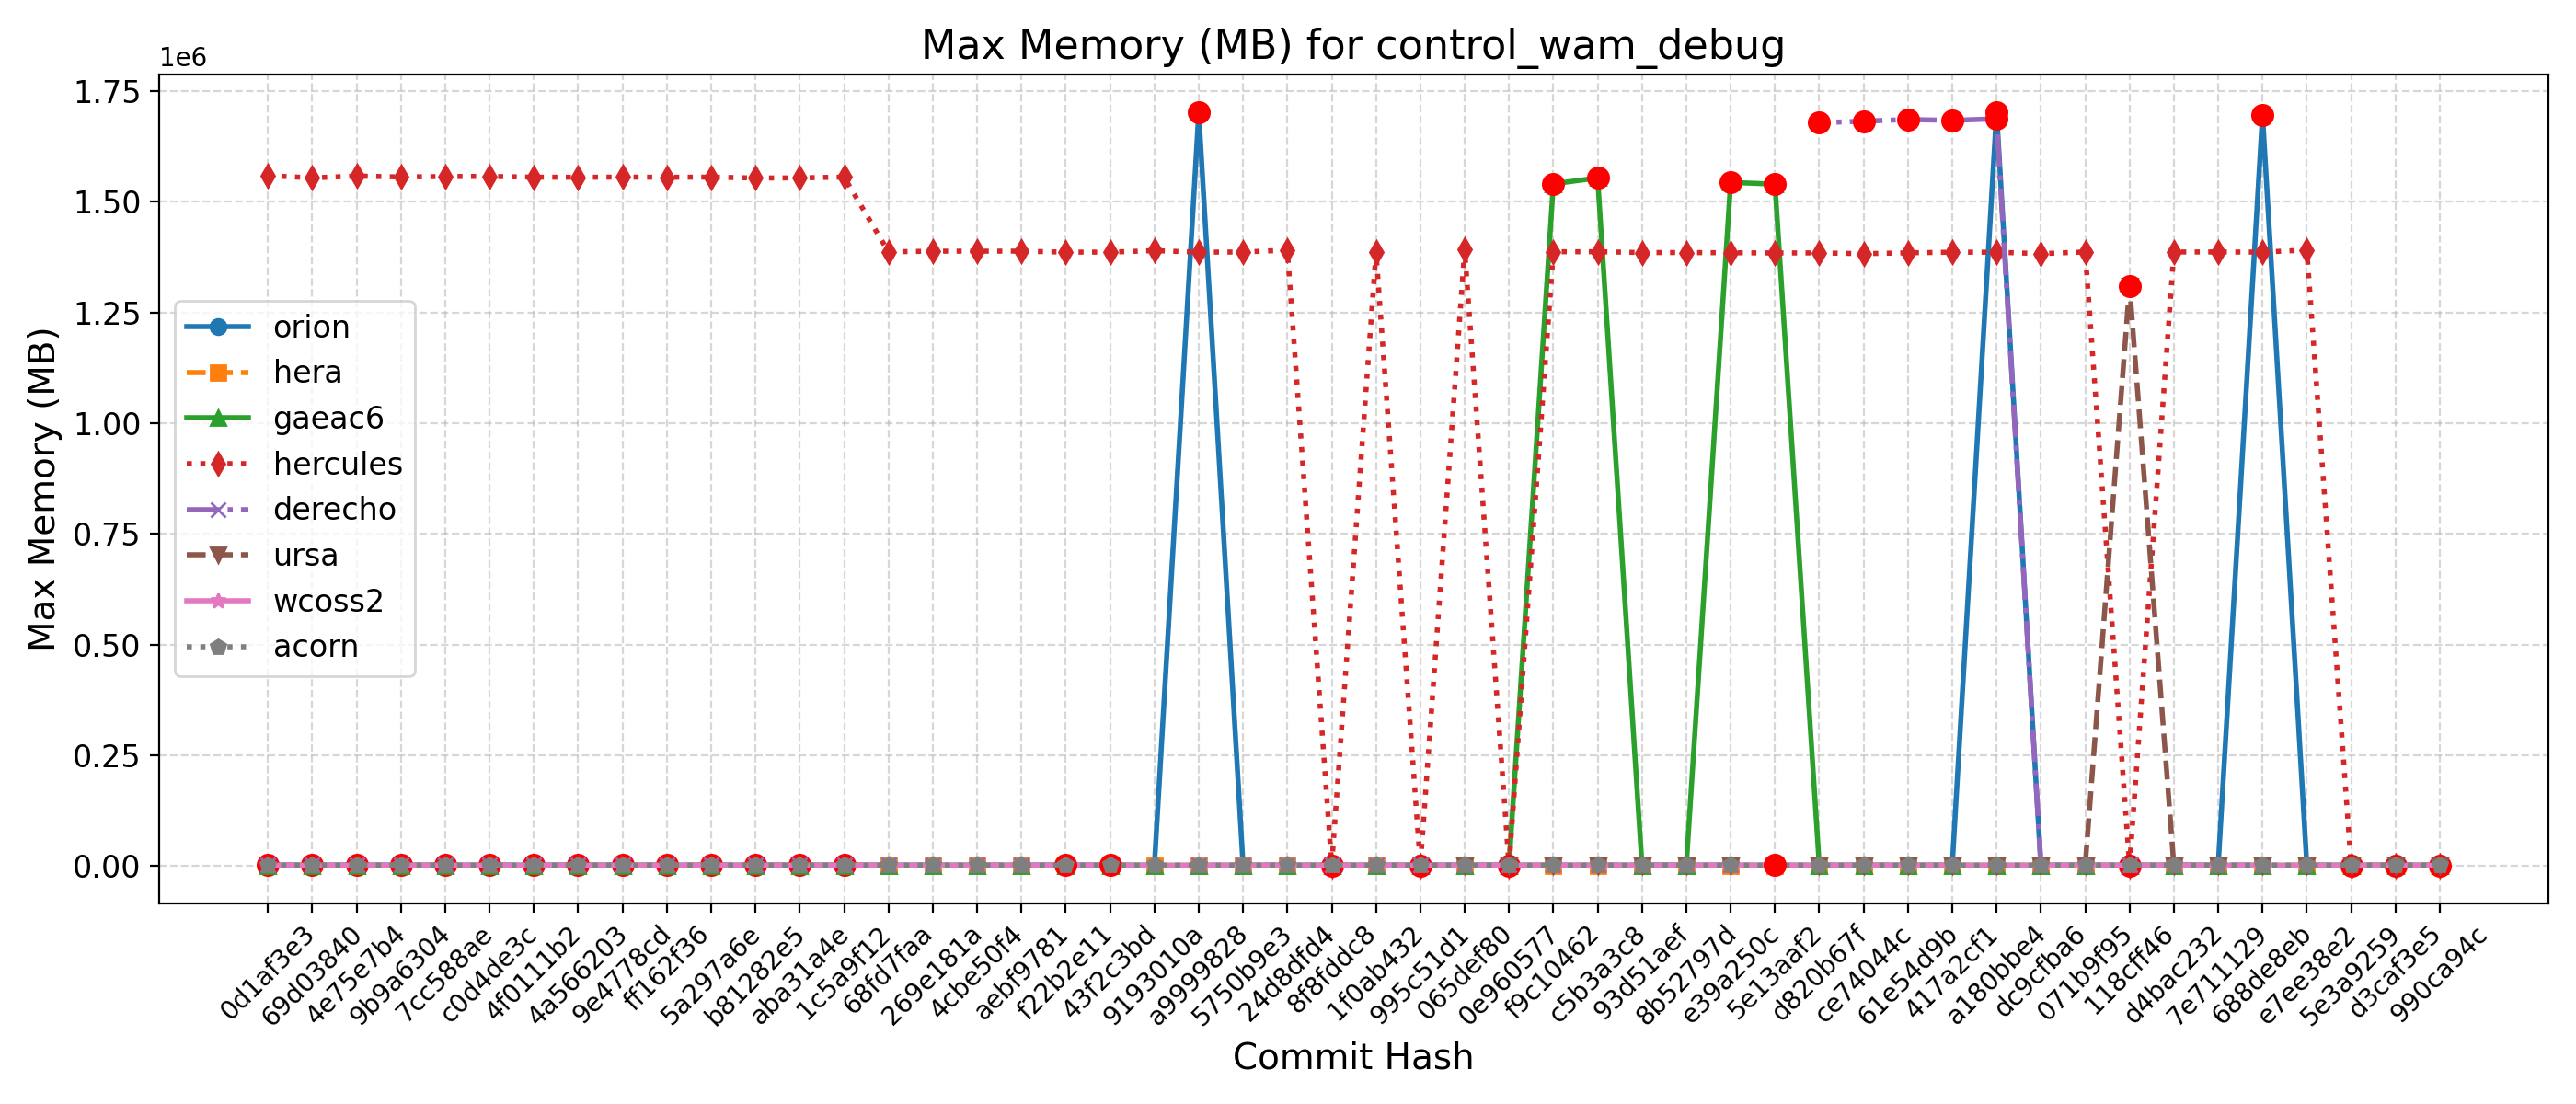 Max Memory (MB) for control_wam_debug
1e6
1.75
1.50
1.25
1.00
0.75
0.50
0.25
0.00
Max Memory (MB)
orion
hera
gaeac6
hercules
derecho
ursa
wcoss2
acorn
0d1af3e3
69d03840
4e75e7b4
9b9a6304
7cc588ae
c0d4de3c
4f0111b2
4a566203
9e4778cd
ff162f36
5a297a6e
b81282e5
aba31a4e
1c5a9f12
68fd7faa
269e181a
4cbe50f4
aebf9781
f22b2e11
43f2c3bd
9193010a
a9999828
5750b9e3
24d8dfd4
8f8fddc8
1f0ab432
995c51d1
065def80
0e960577
f9c10462
c5b3a3c8
93d51aef
8b52797d
e39a250c
5e13aaf2
d820b67f
ce74044c
61e54d9b
417a2cf1
a180bbe4
dc9cfba6
071b9f95
118cff46
d4bac232
7e711129
688de8eb
e7ee38e2
5e3a9259
d3caf3e5
990ca94c
Commit Hash